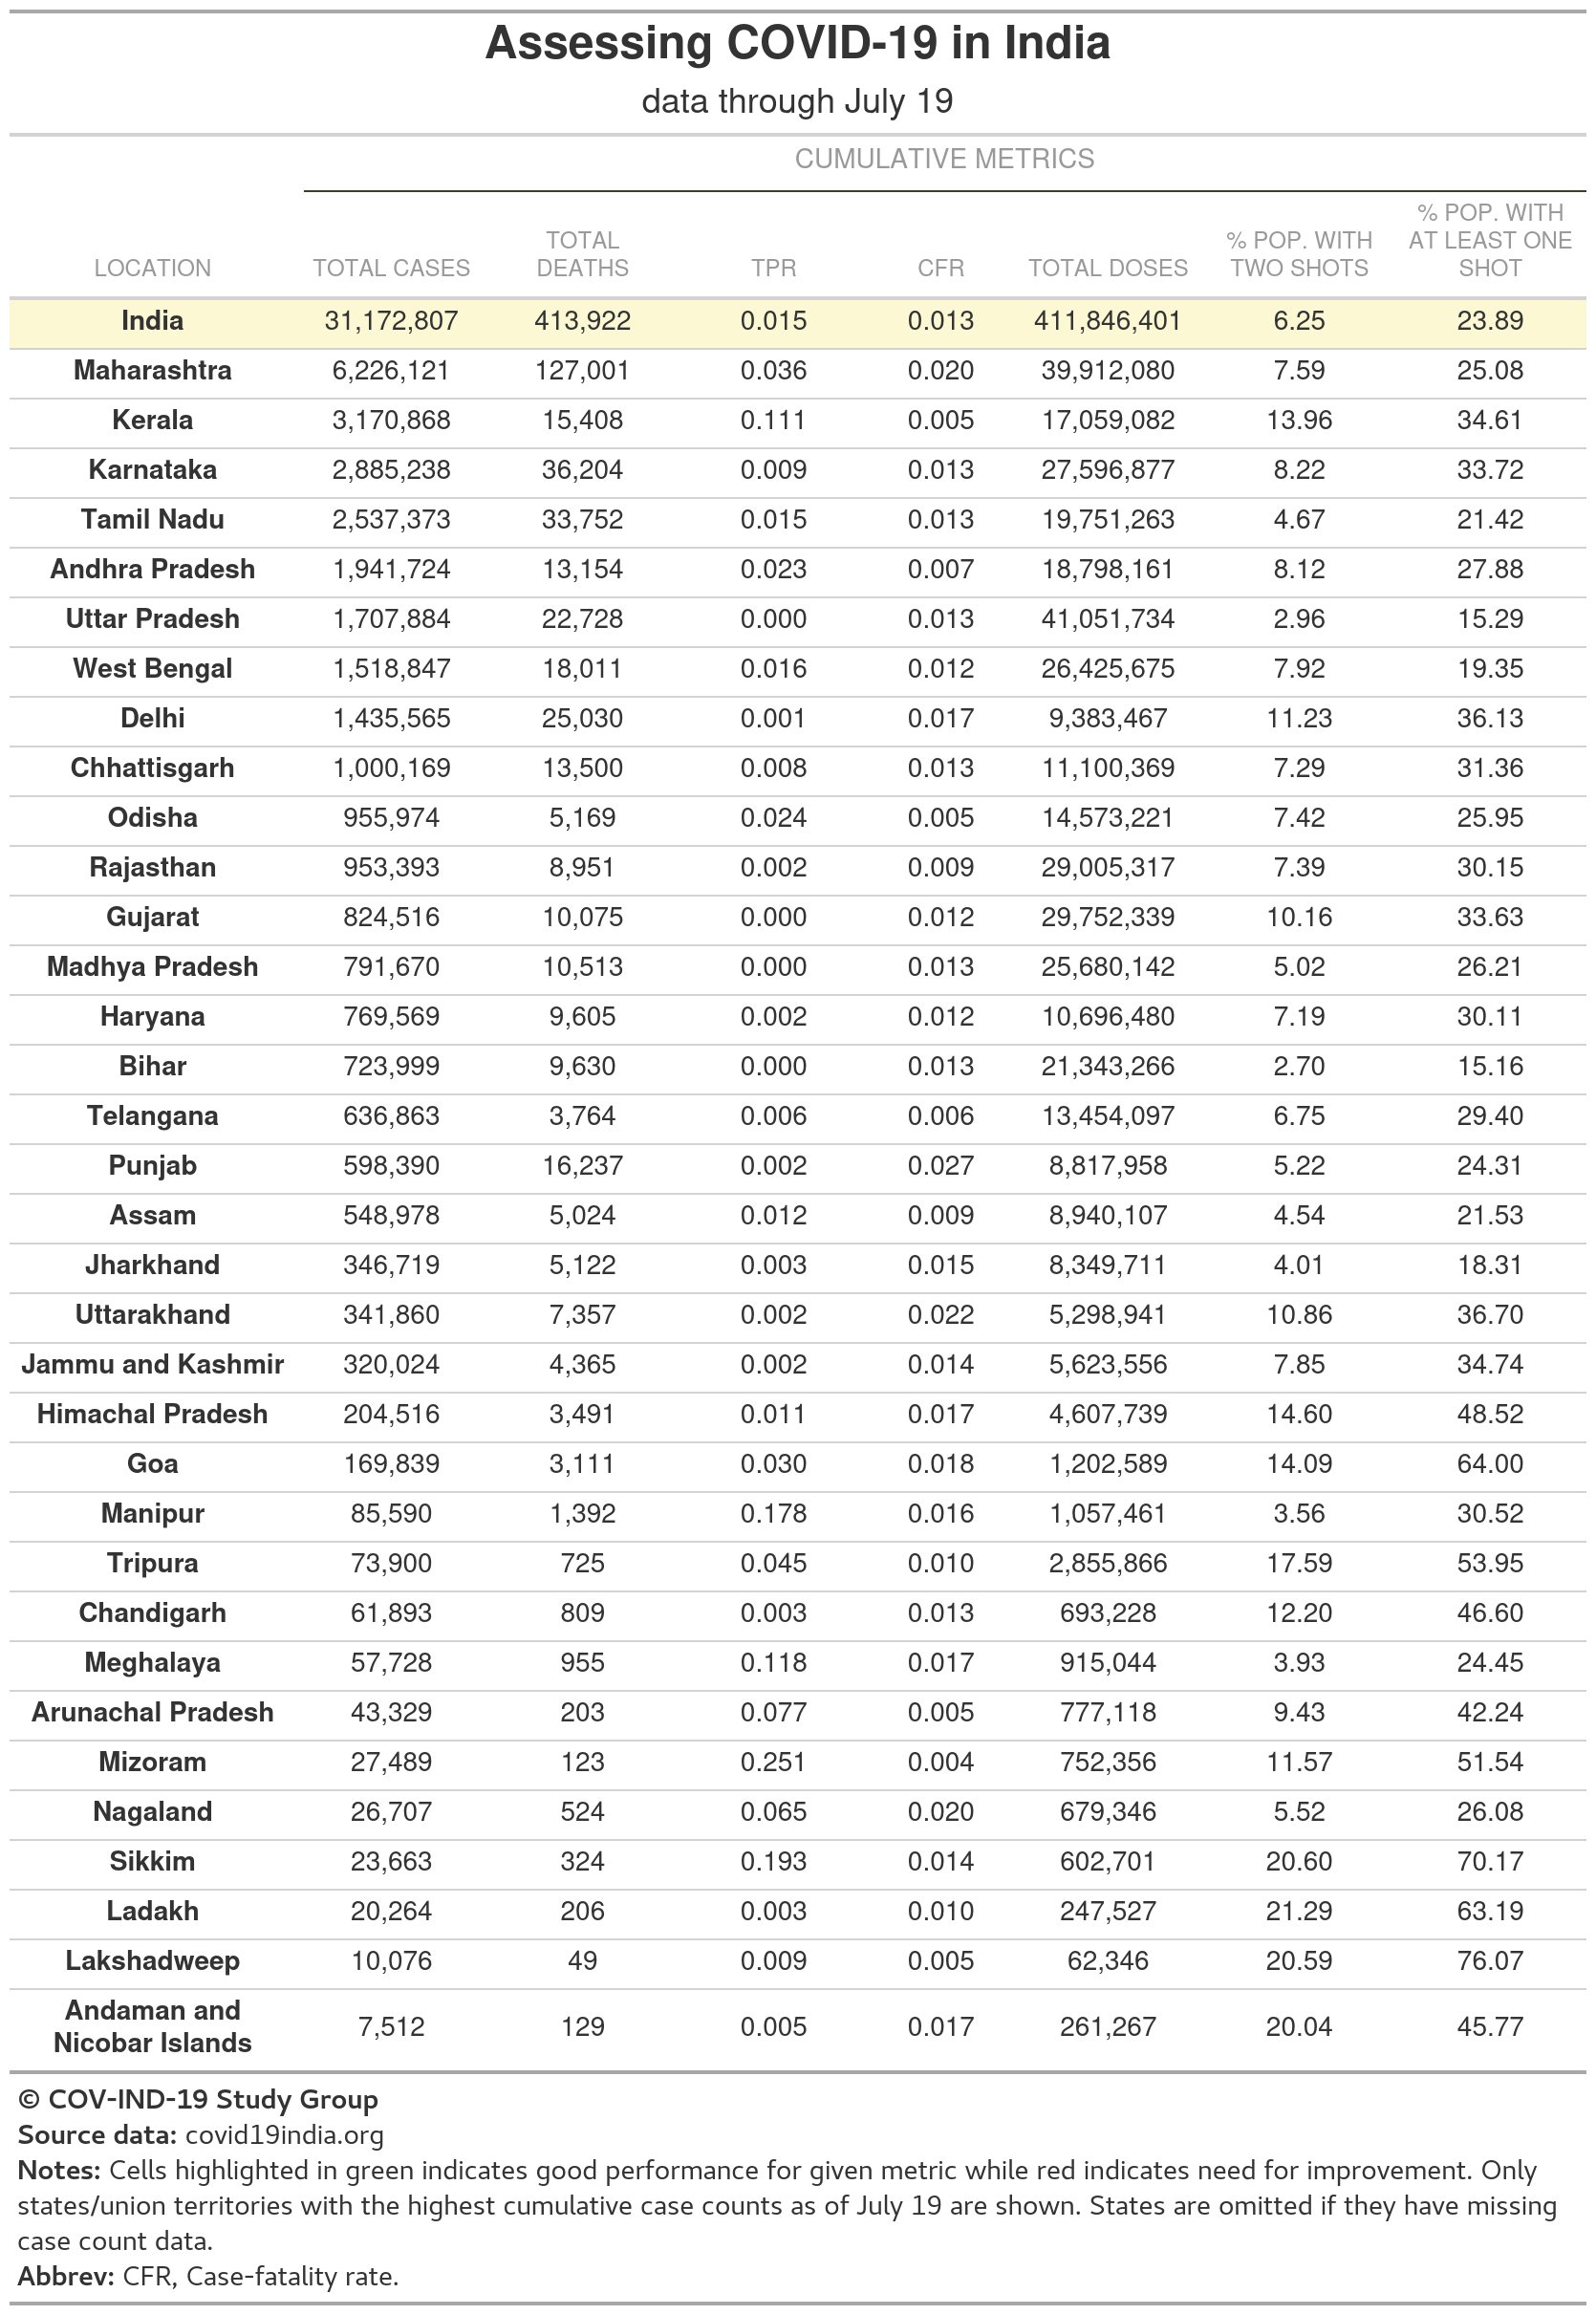 Assessing COVID-19 in India
data through July 19
CUMULATIVE METRICS
LOCATION TOTAL CASES TOTAL DEATHS TPR CFR TOTAL DOSES % POP. WITH TWO SHOTS % POP. WITH AT LEAST ONE SHOT
India 31,172,807 413,922 0.015 0.013 411,846,401 6.25 23.89
Maharashtra 6,226,121 127,001 0.036 0.020 39,912,080 7.59 25.08
Kerala 3,170,868 15,408 0.111 0.005 17,059,082 13.96 34.61
Karnataka 2,885,238 36,204 0.009 0.013 27,596,877 8.22 33.72
Tamil Nadu 2,537,373 33,752 0.015 0.013 19,751,263 4.67 21.42
Andhra Pradesh 1,941,724 13,154 0.023 0.007 18,798,161 8.12 27.88
Uttar Pradesh 1,707,884 22,728 0.000 0.013 41,051,734 2.96 15.29
West Bengal 1,518,847 18,011 0.016 0.012 26,425,675 7.92 19.35
Delhi 1,435,565 25,030 0.001 0.017 9,383,467 11.23 36.13
Chhattisgarh 1,000,169 13,500 0.008 0.013 11,100,369 7.29 31.36
Odisha 955,974 5,169 0.024 0.005 14,573,221 7.42 25.95
Rajasthan 953,393 8,951 0.002 0.009 29,005,317 7.39 30.15
Gujarat 824,516 10,075 0.000 0.012 29,752,339 10.16 33.63
Madhya Pradesh 791,670 10,513 0.000 0.013 25,680,142 5.02 26.21
Haryana 769,569 9,605 0.002 0.012 10,696,480 7.19 30.11
Bihar 723,999 9,630 0.000 0.013 21,343,266 2.70 15.16
Telangana 636,863 3,764 0.006 0.006 13,454,097 6.75 29.40
Punjab 598,390 16,237 0.002 0.027 8,817,958 5.22 24.31
Assam 548,978 5,024 0.012 0.009 8,940,107 4.54 21.53
Jharkhand 346,719 5,122 0.003 0.015 8,349,711 4.01 18.31
Uttarakhand 341,860 7,357 0.002 0.022 5,298,941 10.86 36.70
Jammu and Kashmir 320,024 4,365 0.002 0.014 5,623,556 7.85 34.74
Himachal Pradesh 204,516 3,491 0.011 0.017 4,607,739 14.60 48.52
Goa 169,839 3,111 0.030 0.018 1,202,589 14.09 64.00
Manipur 85,590 1,392 0.178 0.016 1,057,461 3.56 30.52
Tripura 73,900 725 0.045 0.010 2,855,866 17.59 53.95
Chandigarh 61,893 809 0.003 0.013 693,228 12.20 46.60
Meghalaya 57,728 955 0.118 0.017 915,044 3.93 24.45
Arunachal Pradesh 43,329 203 0.077 0.005 777,118 9.43 42.24
Mizoram 27,489 123 0.251 0.004 752,356 11.57 51.54
Nagaland 26,707 524 0.065 0.020 679,346 5.52 26.08
Sikkim 23,663 324 0.193 0.014 602,701 20.60 70.17
Ladakh 20,264 206 0.003 0.010 247,527 21.29 63.19
Lakshadweep 10,076 49 0.009 0.005 62,346 20.59 76.07
Andaman and Nicobar Islands 7,512 129 0.005 0.017 261,267 20.04 45.77
© COV-IND-19 Study Group
Source data: covid19india.org
Notes: Cells highlighted in green indicates good performance for given metric while red indicates need for improvement. Only
states/union territories with the highest cumulative case counts as of July 19 are shown. States are omitted if they have missing
case count data.
Abbrev: CFR, Case-fatality rate.